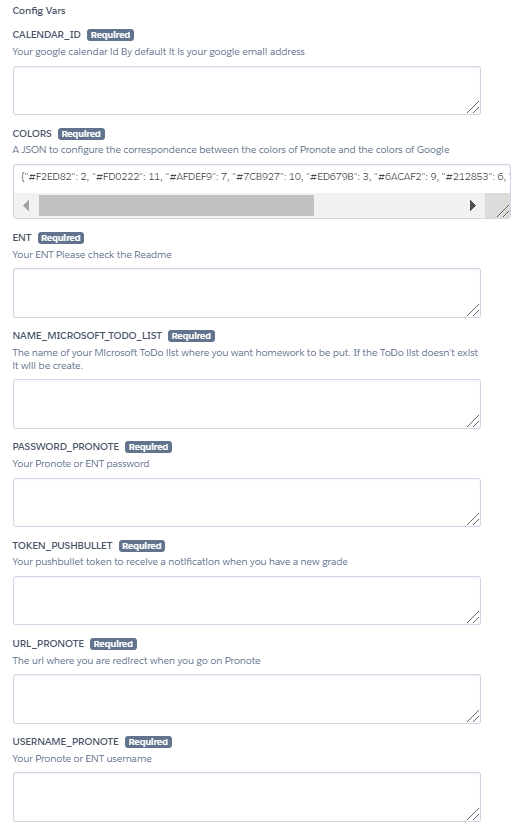 Config Vars
CALENDAR_ID Required
Your google calendar Id By default It Is your google email address
COLORS Required
A JSON to configure the correspondence between the colors of Pronote and the colors of Google
{"#F2ED82": 2, "#FD0222": 11, "#AFDEF9": 7, "#7CB927": 10, "#ED679B": 3, "#6ACAF2": 9, "#212853": 6,
ENT Required
Your ENT Please check the Readme
NAME_MICROSOFT_TODO_LIST Required
The name of your Microsoft ToDo list where you want homework to be put. If the ToDo list doesn't exist
It will be create.
PASSWORD_PRONOTE Required
Your Pronote or ENT password
TOKEN_PUSHBULLET Required
Your pushbullet token to receive a notification when you have a new grade
URL_PRONOTE Required
The url where you are redirect when you go on Pronote
USERNAME_PRONOTE Required
Your Pronote or ENT username